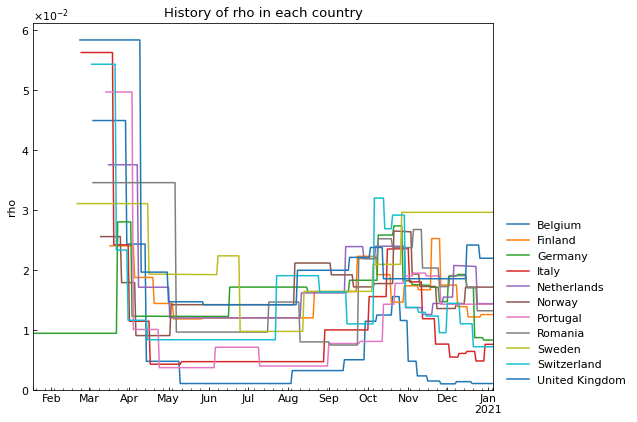 History of rho in each country
×10⁻²
6
5
4
3
2
1
0
rho
Feb Mar Apr May Jun Jul Aug Sep Oct Nov Dec Jan
2021
Belgium
Finland
Germany
Italy
Netherlands
Norway
Portugal
Romania
Sweden
Switzerland
United Kingdom